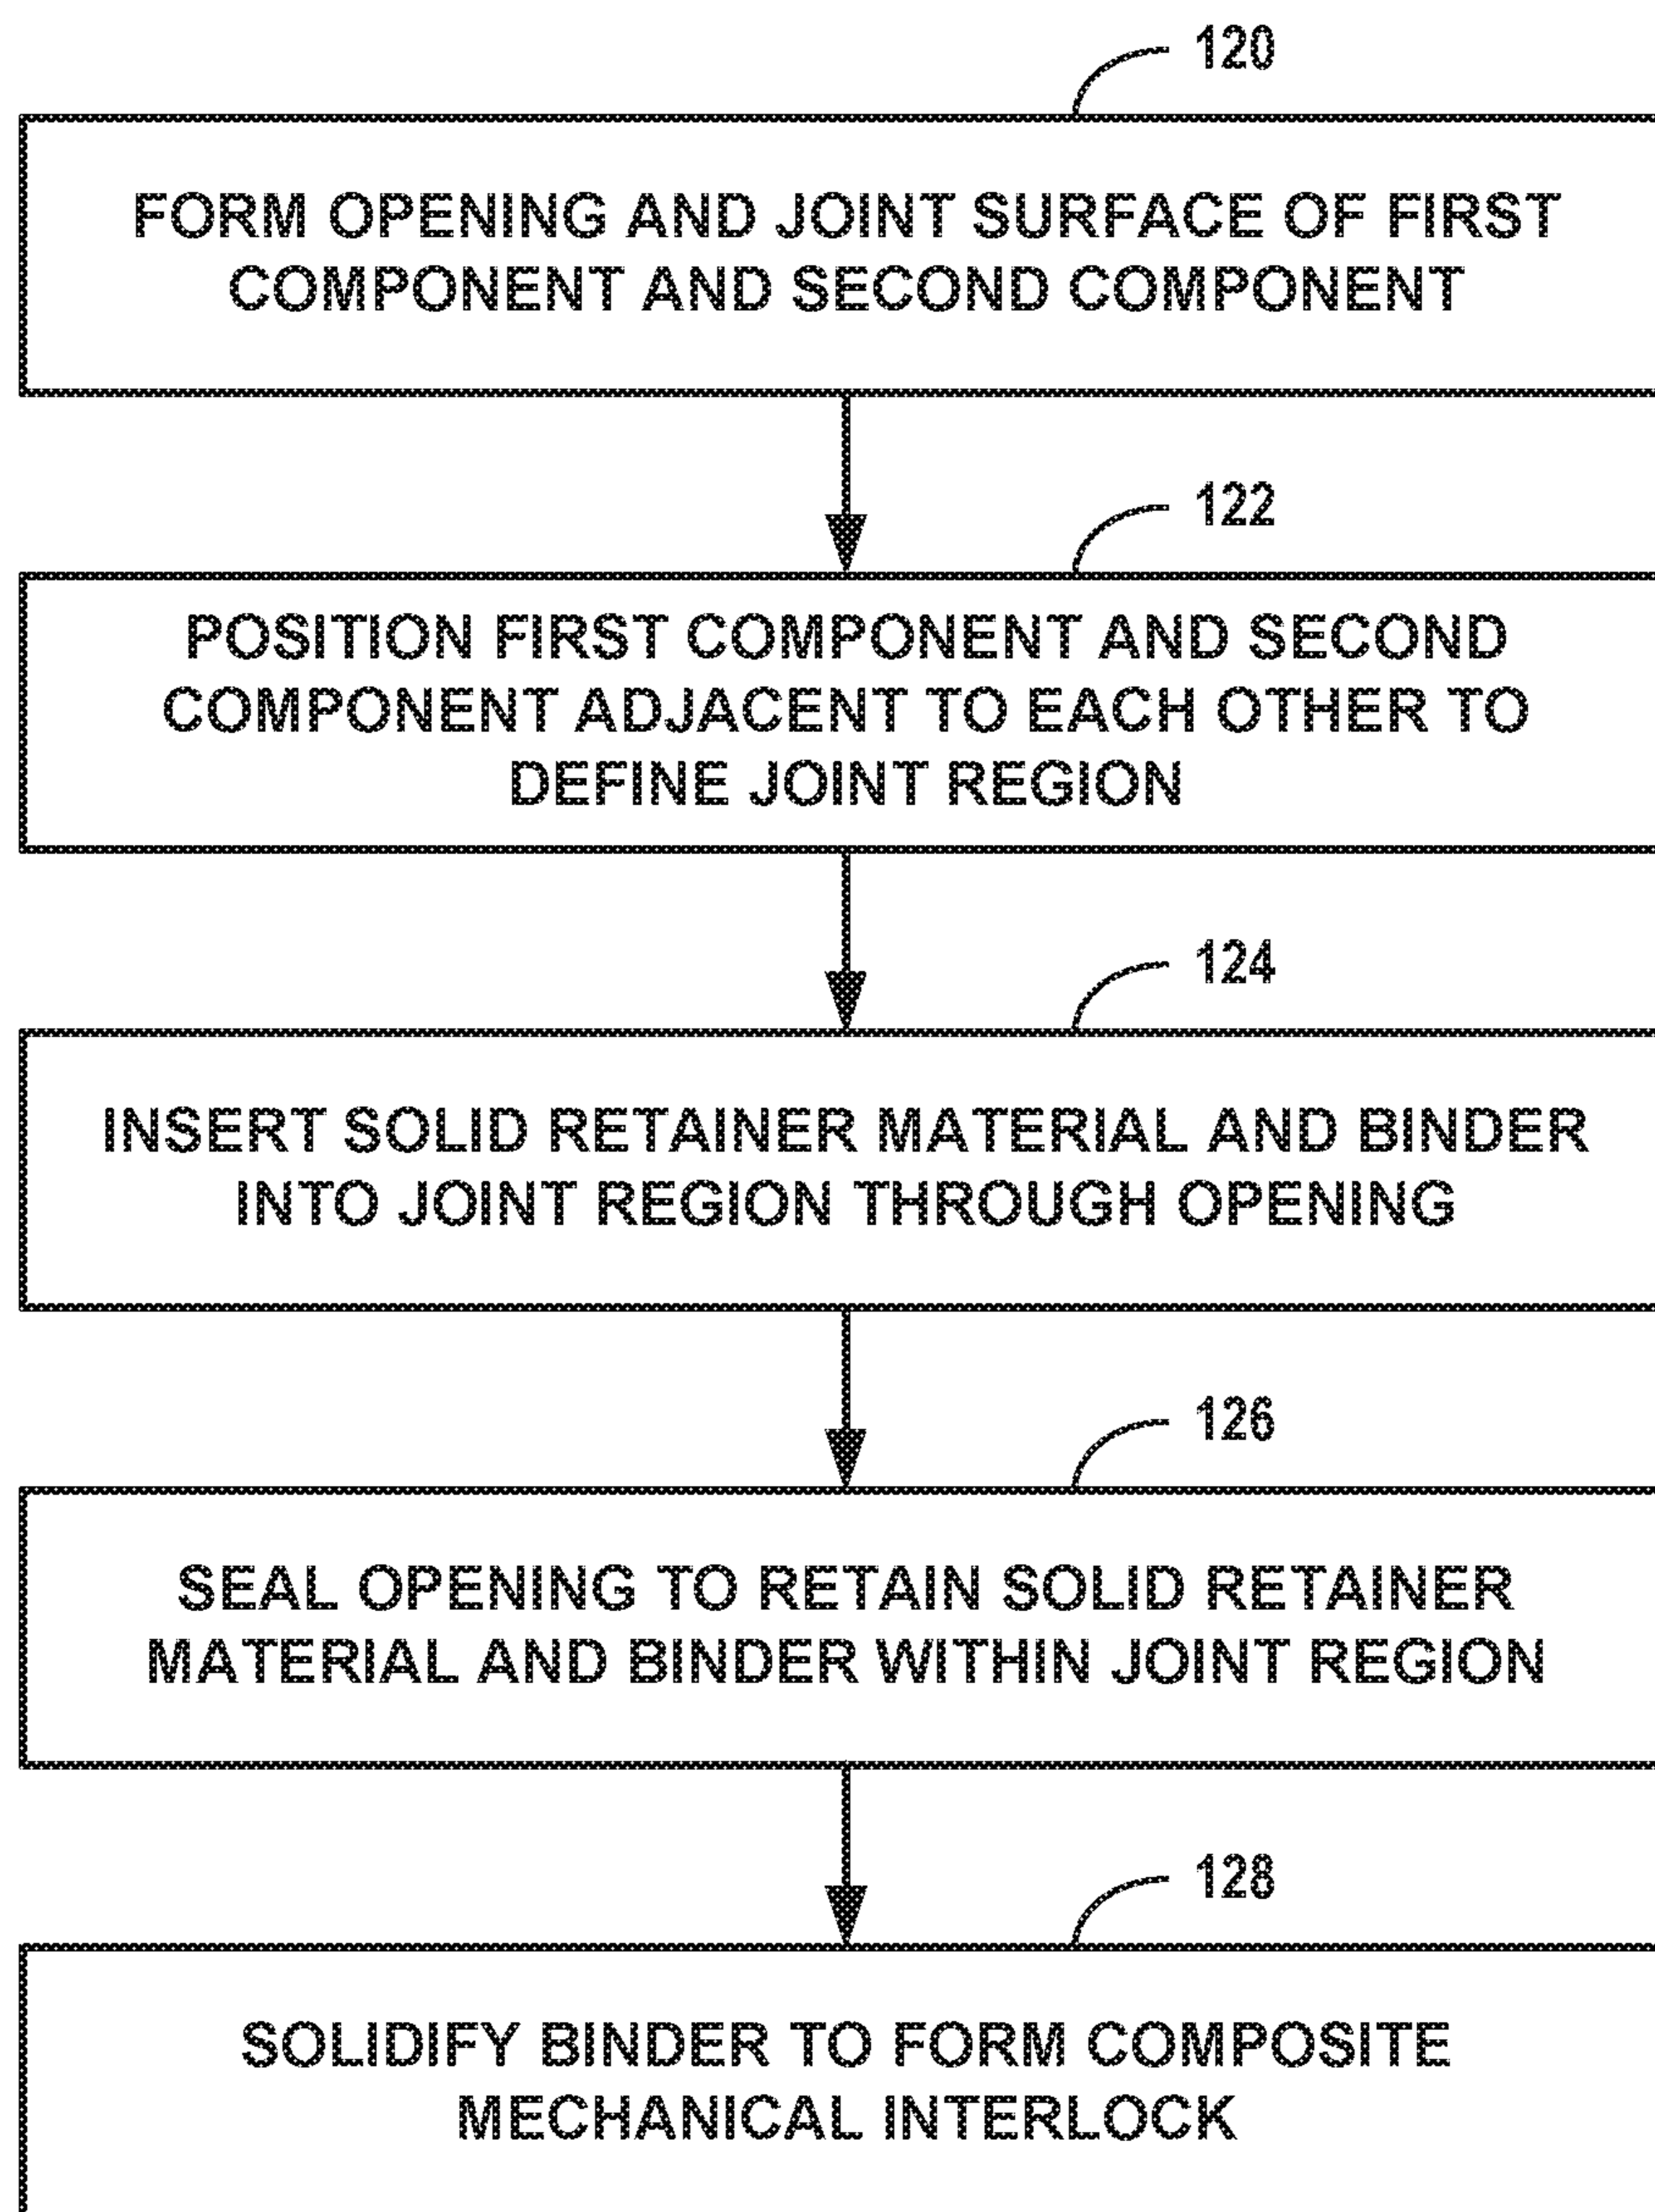 120
FORM OPENING AND JOINT SURFACE OF FIRST
COMPONENT AND SECOND COMPONENT
122
POSITION FIRST COMPONENT AND SECOND
COMPONENT ADJACENT TO EACH OTHER TO
DEFINE JOINT REGION
124
INSERT SOLID RETAINER MATERIAL AND BINDER
INTO JOINT REGION THROUGH OPENING
126
SEAL OPENING TO RETAIN SOLID RETAINER
MATERIAL AND BINDER WITHIN JOINT REGION
128
SOLIDIFY BINDER TO FORM COMPOSITE
MECHANICAL INTERLOCK